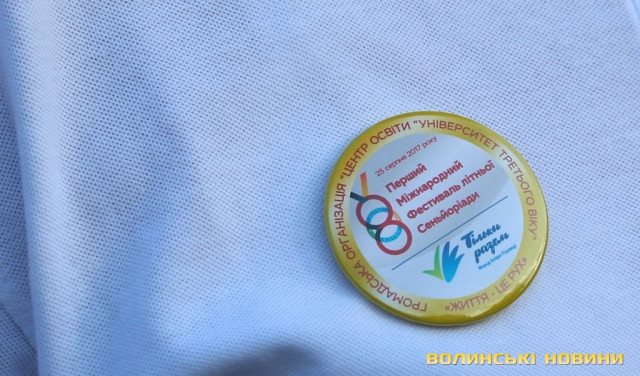 ГРОМАДСЬКА ОРГАНІЗАЦІЯ "ЦЕНТР ОСВІТИ "УНІВЕРСИТЕТ ТРЕТЬОГО ВІКУ"
25 серпня 2017 року
Перший
Міжнародний
Фестиваль літньої
Сеньйоріади
Тільки
разом
«ЖИТТЯ - ЦЕ РУХ»
ВОЛИНСЬКІ НОВИНИ